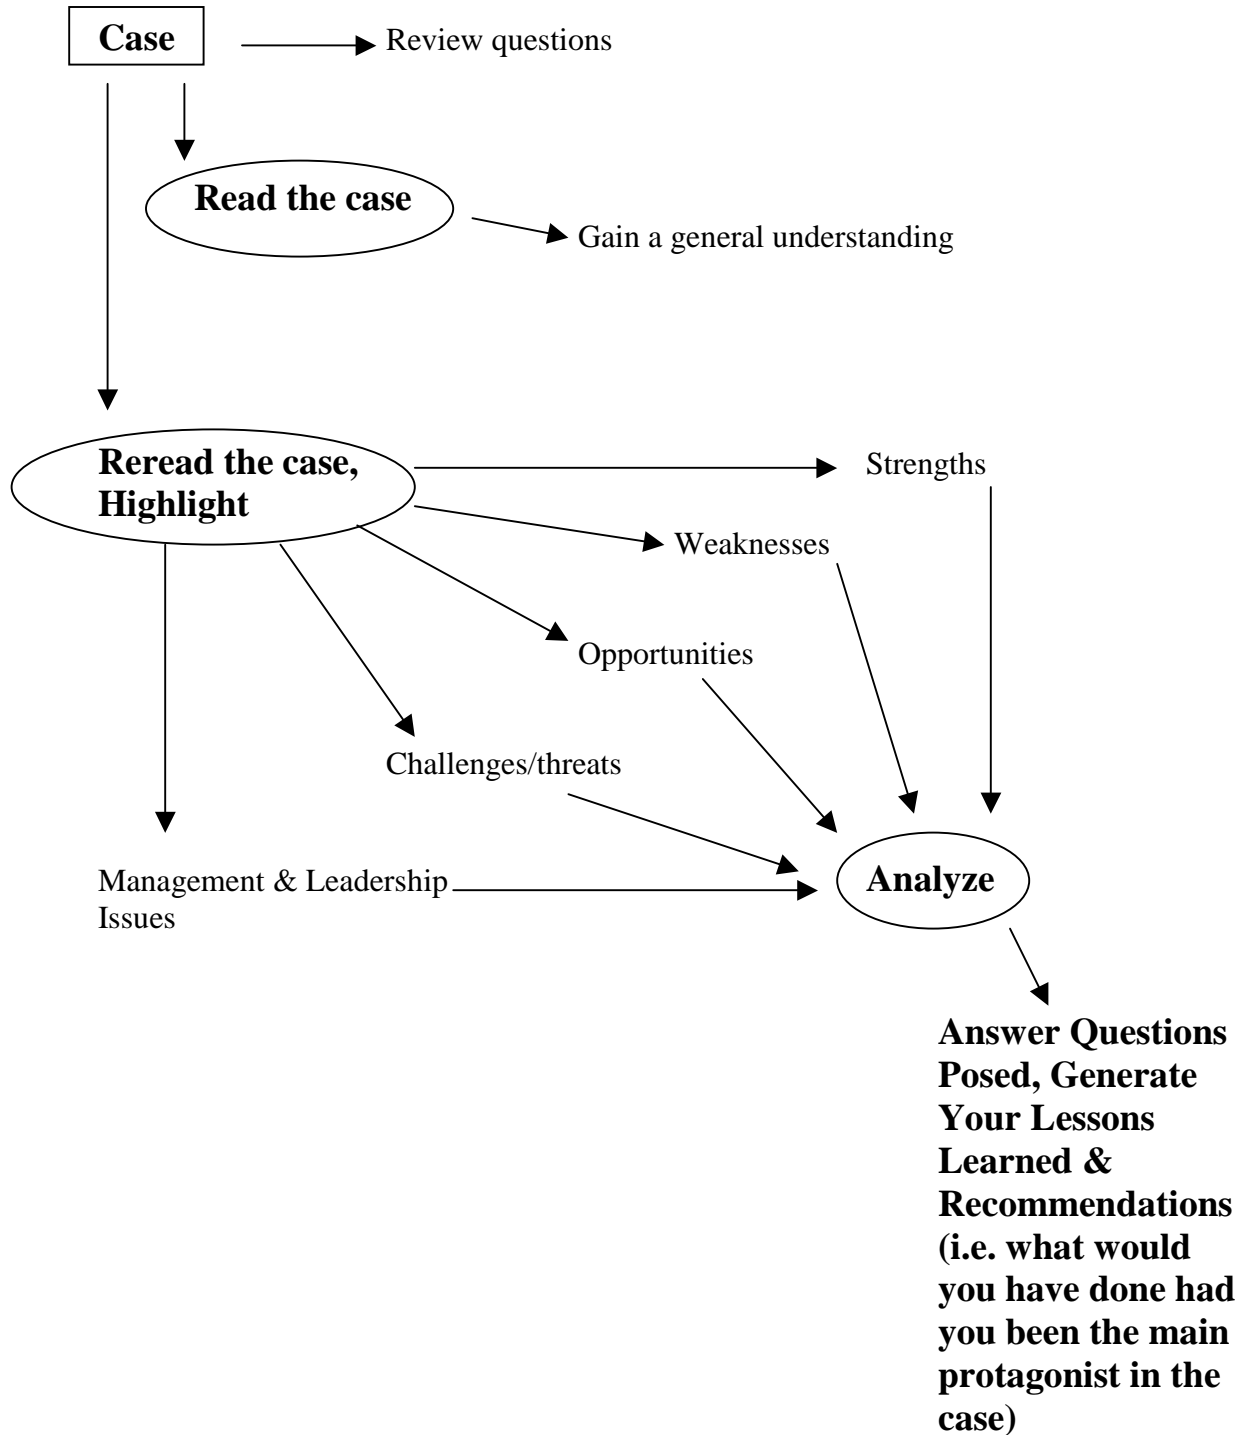 Case
Review questions
Read the case
Gain a general understanding
Reread the case,
Highlight
Strengths
Weaknesses
Opportunities
Challenges/threats
Management & Leadership
Issues
Analyze
Answer Questions
Posed, Generate
Your Lessons
Learned &
Recommendations
(i.e. what would
you have done had
you been the main
protagonist in the
case)